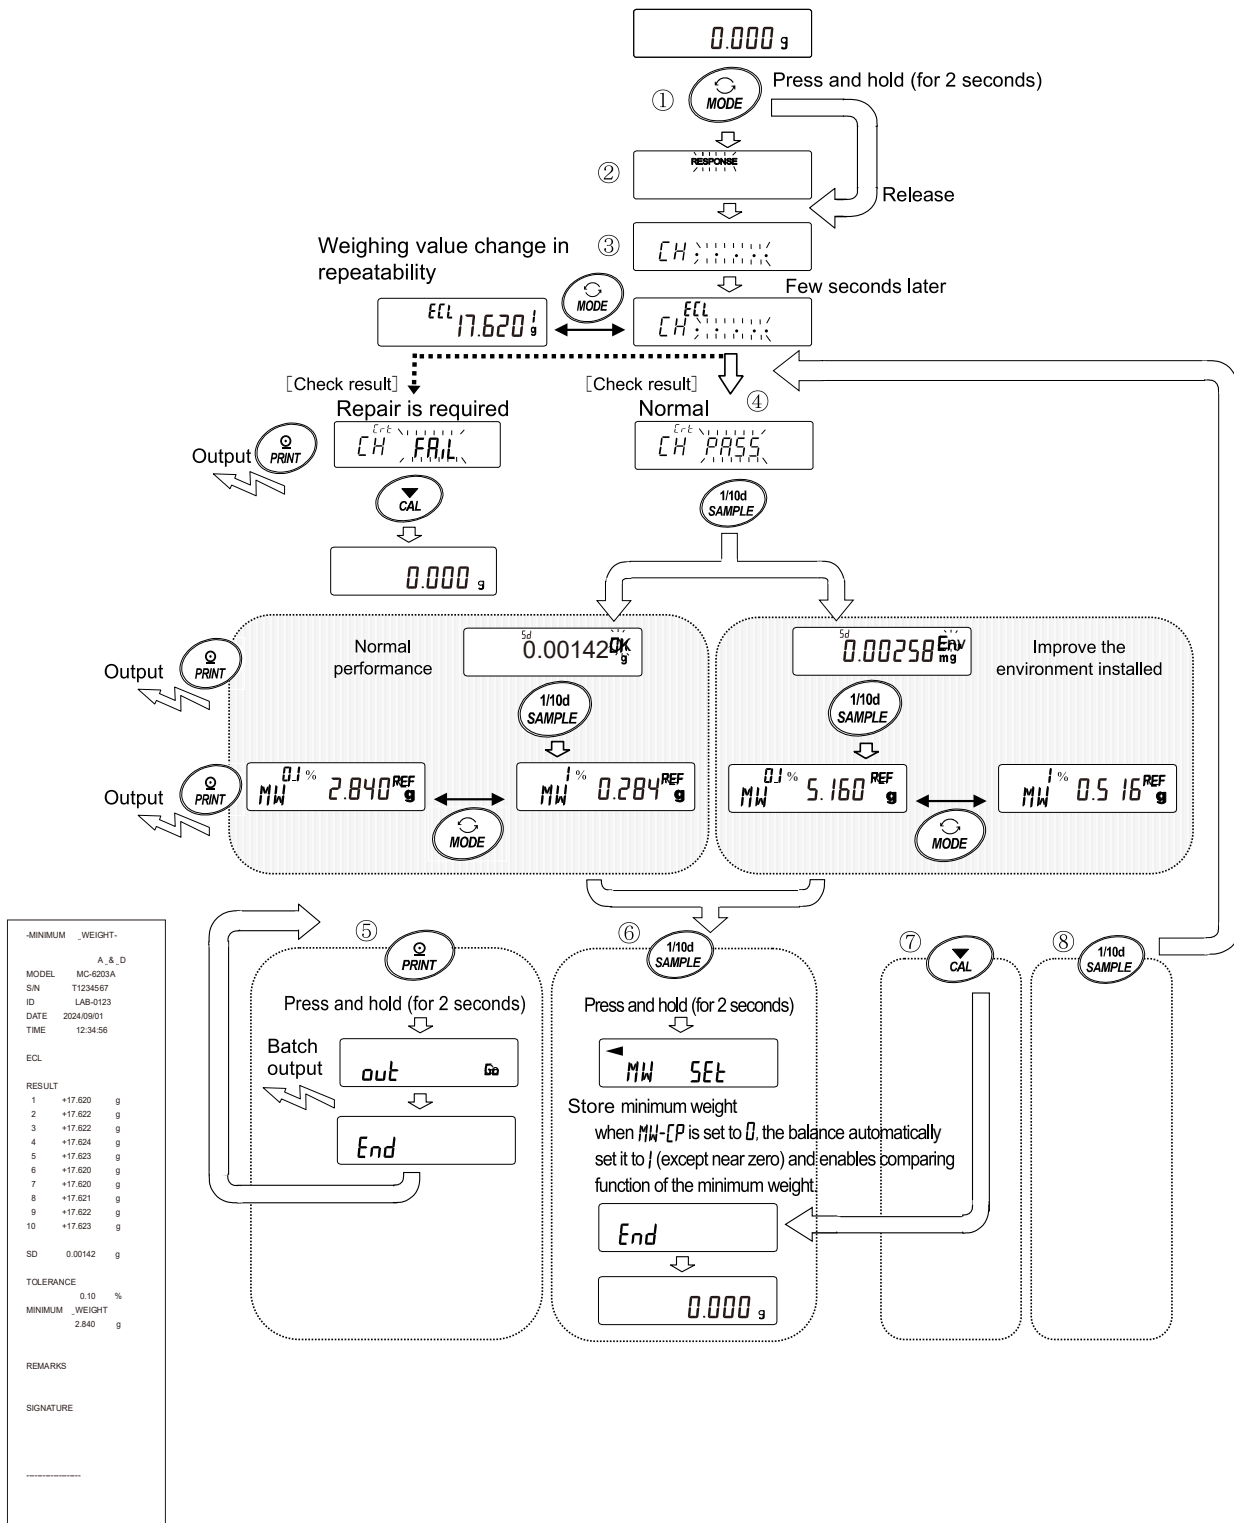 0.000 g
Press and hold (for 2 seconds)
① MODE
② RESPONSE
Release
Weighing value change in
repeatability
③ CH
MODE
Few seconds later
ECL 17.620 1 g
ECL
CH
[Check result]
Repair is required
Crt
CH FAiL
Output PRINT
CAL
0.000 g
[Check result]
Normal ④
Crt
CH PASS
1/10d
SAMPLE
Output PRINT
Normal
performance
Sd
0.00142 OK g
1/10d
SAMPLE
Sd
0.00258 Env mg
Improve the
environment installed
1/10d
SAMPLE
Output PRINT
MW 0.1 % 2.840 REF g
MODE
MW 1 % 0.284 REF g
MW 0.1 % 5.160 REF g
MODE
MW 1 % 0.516 REF g
⑤ PRINT
Press and hold (for 2 seconds)
Batch
output
out Go
End
⑥ 1/10d
SAMPLE
Press and hold (for 2 seconds)
MW SEt
Store minimum weight
when MW-CP is set to 0, the balance automatically
set it to 1 (except near zero) and enables comparing
function of the minimum weight.
End
0.000 g
⑦ CAL
⑧ 1/10d
SAMPLE
-MINIMUM _WEIGHT-
A_&_D
MODEL MC-6203A
S/N T1234567
ID LAB-0123
DATE 2024/09/01
TIME 12:34:56
ECL
RESULT
1 +17.620 g
2 +17.622 g
3 +17.622 g
4 +17.624 g
5 +17.623 g
6 +17.620 g
7 +17.620 g
8 +17.621 g
9 +17.622 g
10 +17.623 g
SD 0.00142 g
TOLERANCE
0.10 %
MINIMUM _WEIGHT
2.840 g
REMARKS
SIGNATURE
--------------------